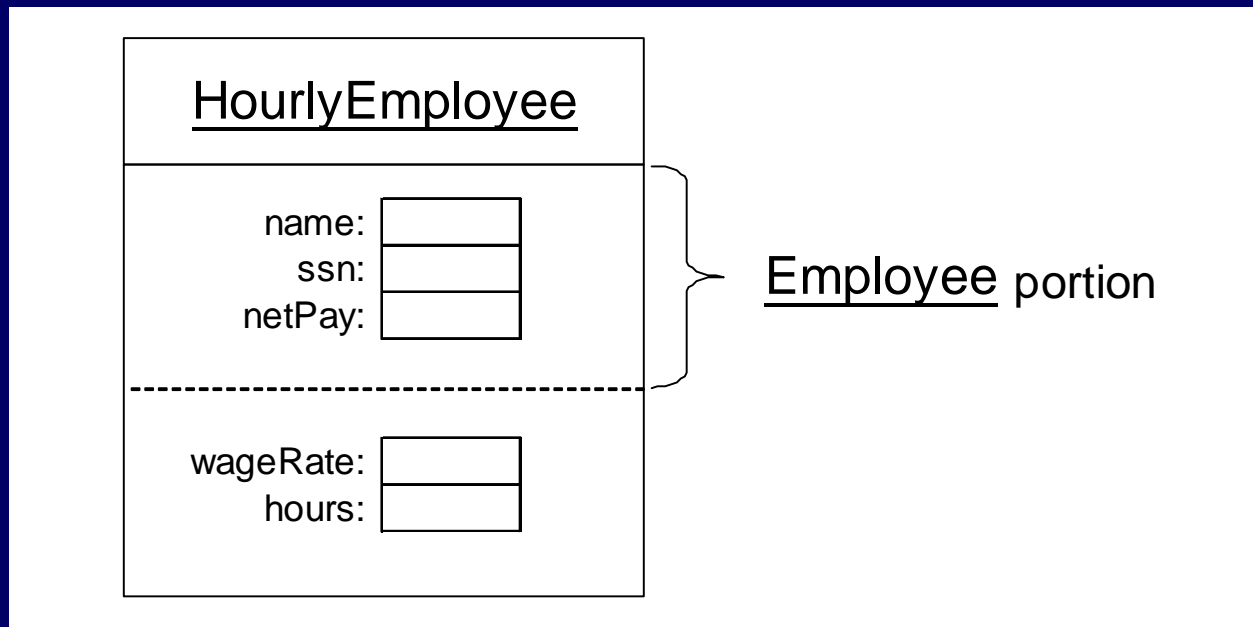 HourlyEmployee
name:
ssn:
netPay:
Employee portion
wageRate:
hours: